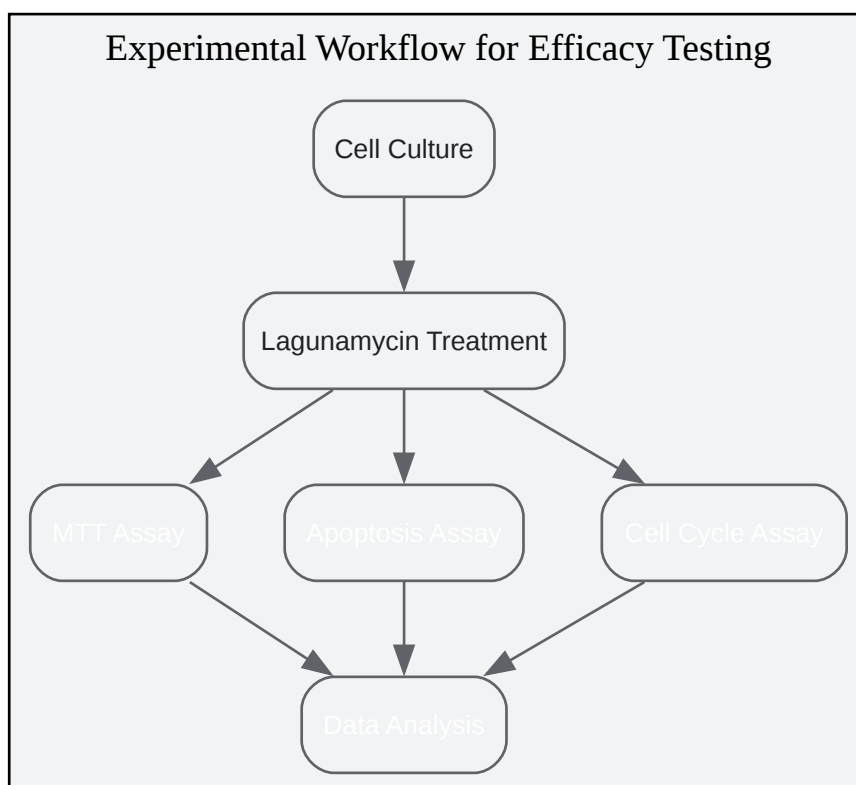 Experimental Workflow for Efficacy Testing
Cell Culture
Lagunamycin Treatment
MTT Assay
Apoptosis Assay
Cell Cycle Assay
Data Analysis